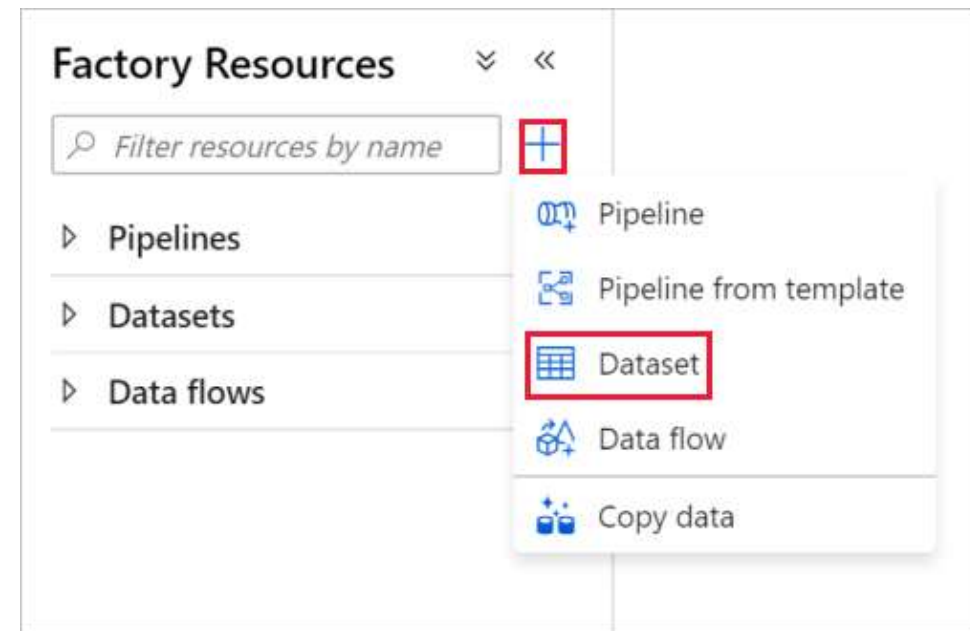 Factory Resources
Filter resources by name
Pipelines
Datasets
Data flows
Pipeline
Pipeline from template
Dataset
Data flow
Copy data